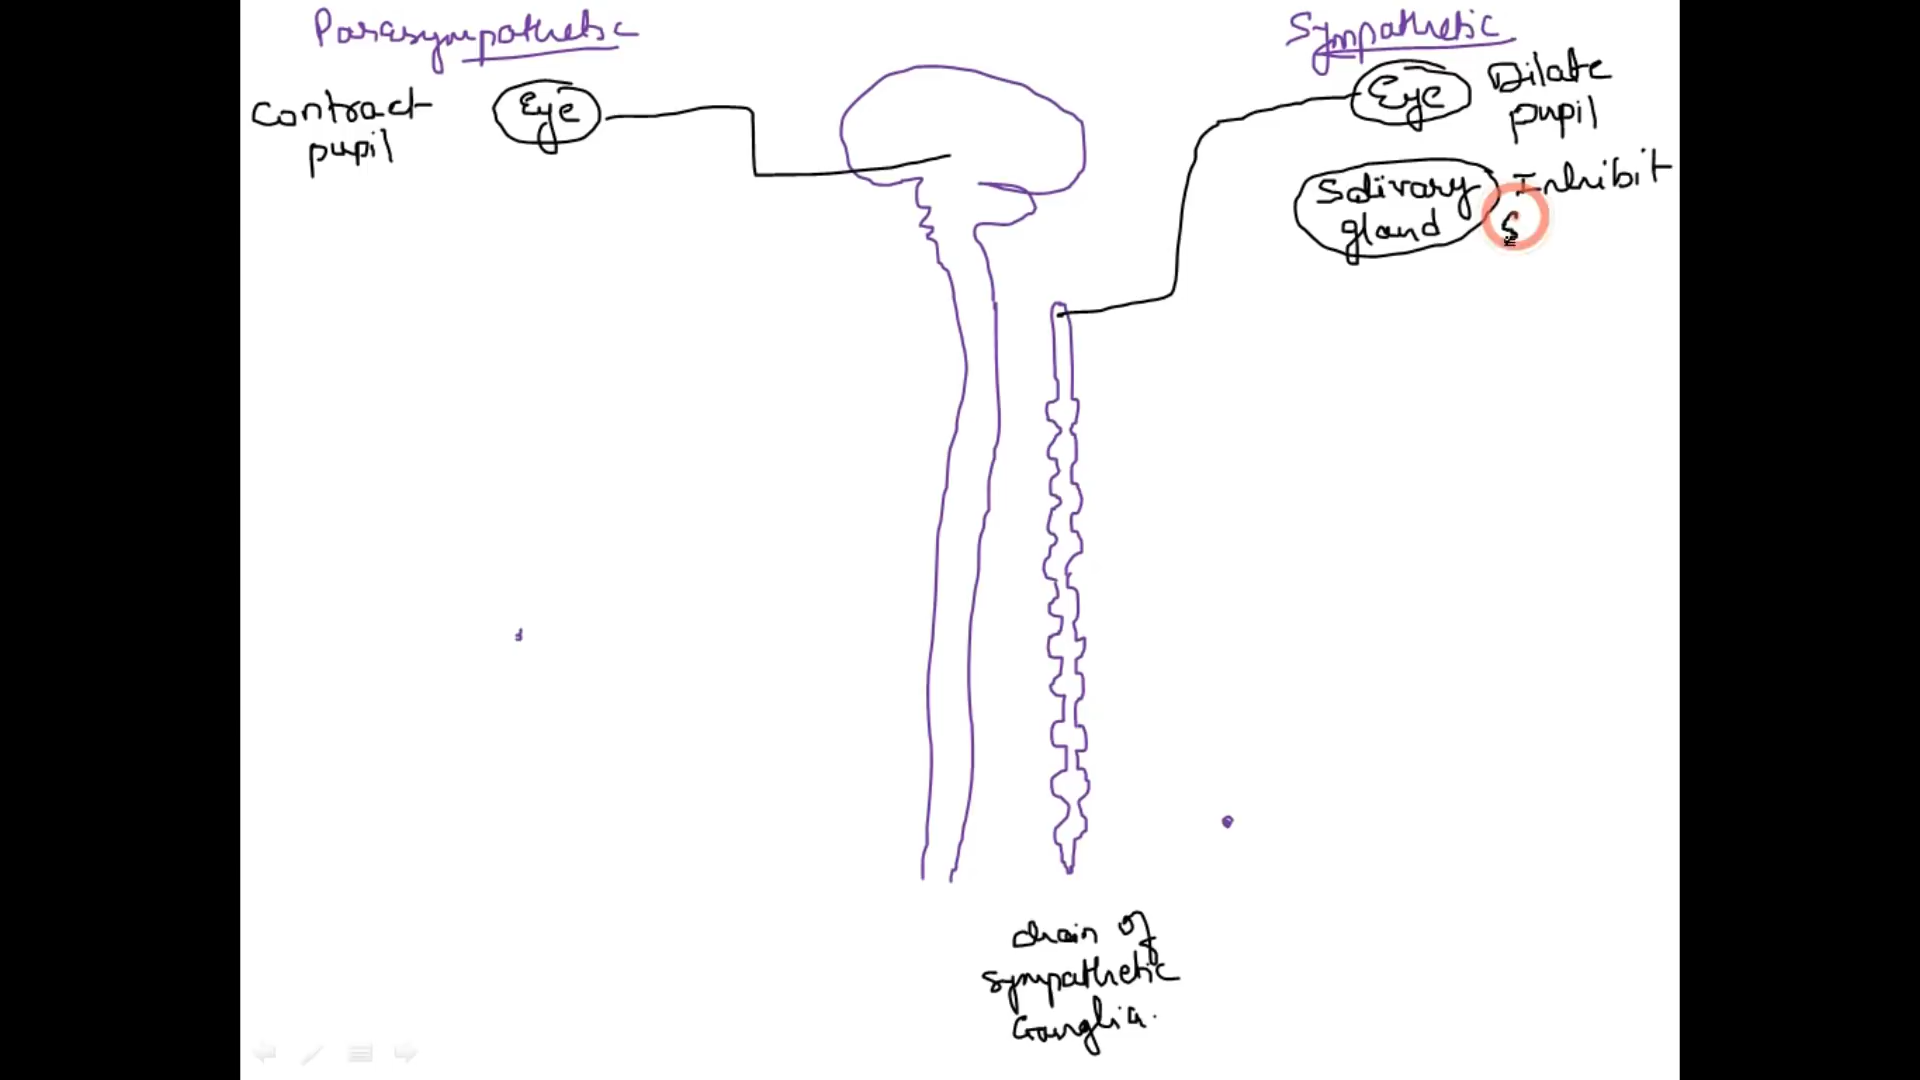 Parasympathetic
Contract
pupil
Eye
Sympathetic
Eye
Dilate
pupil
Salivary
gland
Inhibit
S
chain of
sympathetic
Ganglia.